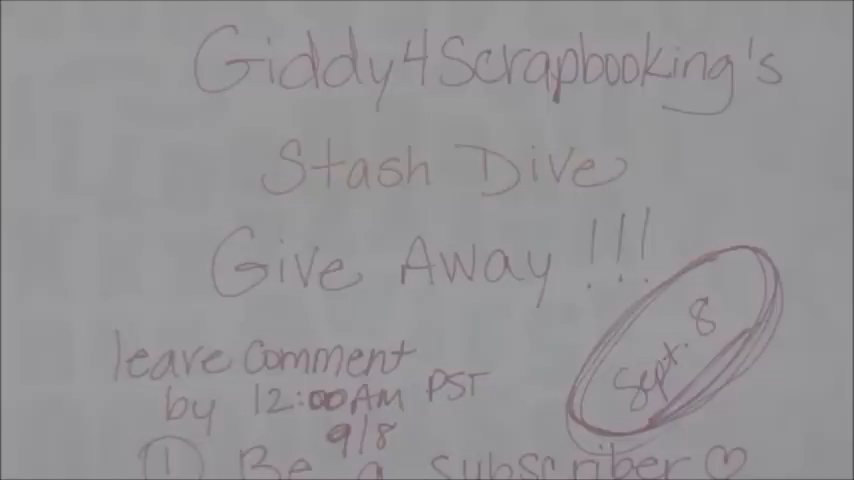 Giddy4Scrapbooking's
Stash Dive
Give Away !!!
Sept. 8
leave comment
by 12:00AM PST
9/8
① Be a subscriber♡